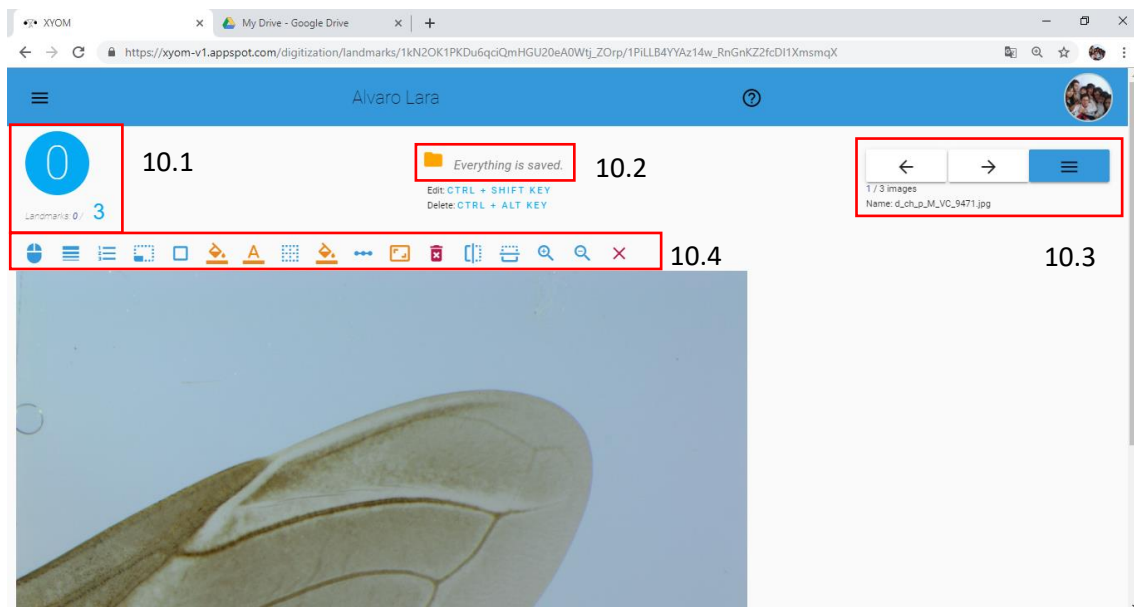 XYOM
My Drive - Google Drive
https://xyom-v1.appspot.com/digitization/landmarks/1kN2OK1PKDu6qciQmHGU20eA0Wtj_ZOrp/1PiLLB4YYAz14w_RnGnKZ2fcDI1XmsmqX
Alvaro Lara
0
10.1
Everything is saved.
10.2
Edit: CTRL + SHIFT KEY
Delete: CTRL + ALT KEY
Landmarks: 0 / 3
1 / 3 images
Name: d_ch_p_M_VC_9471.jpg
10.4
10.3